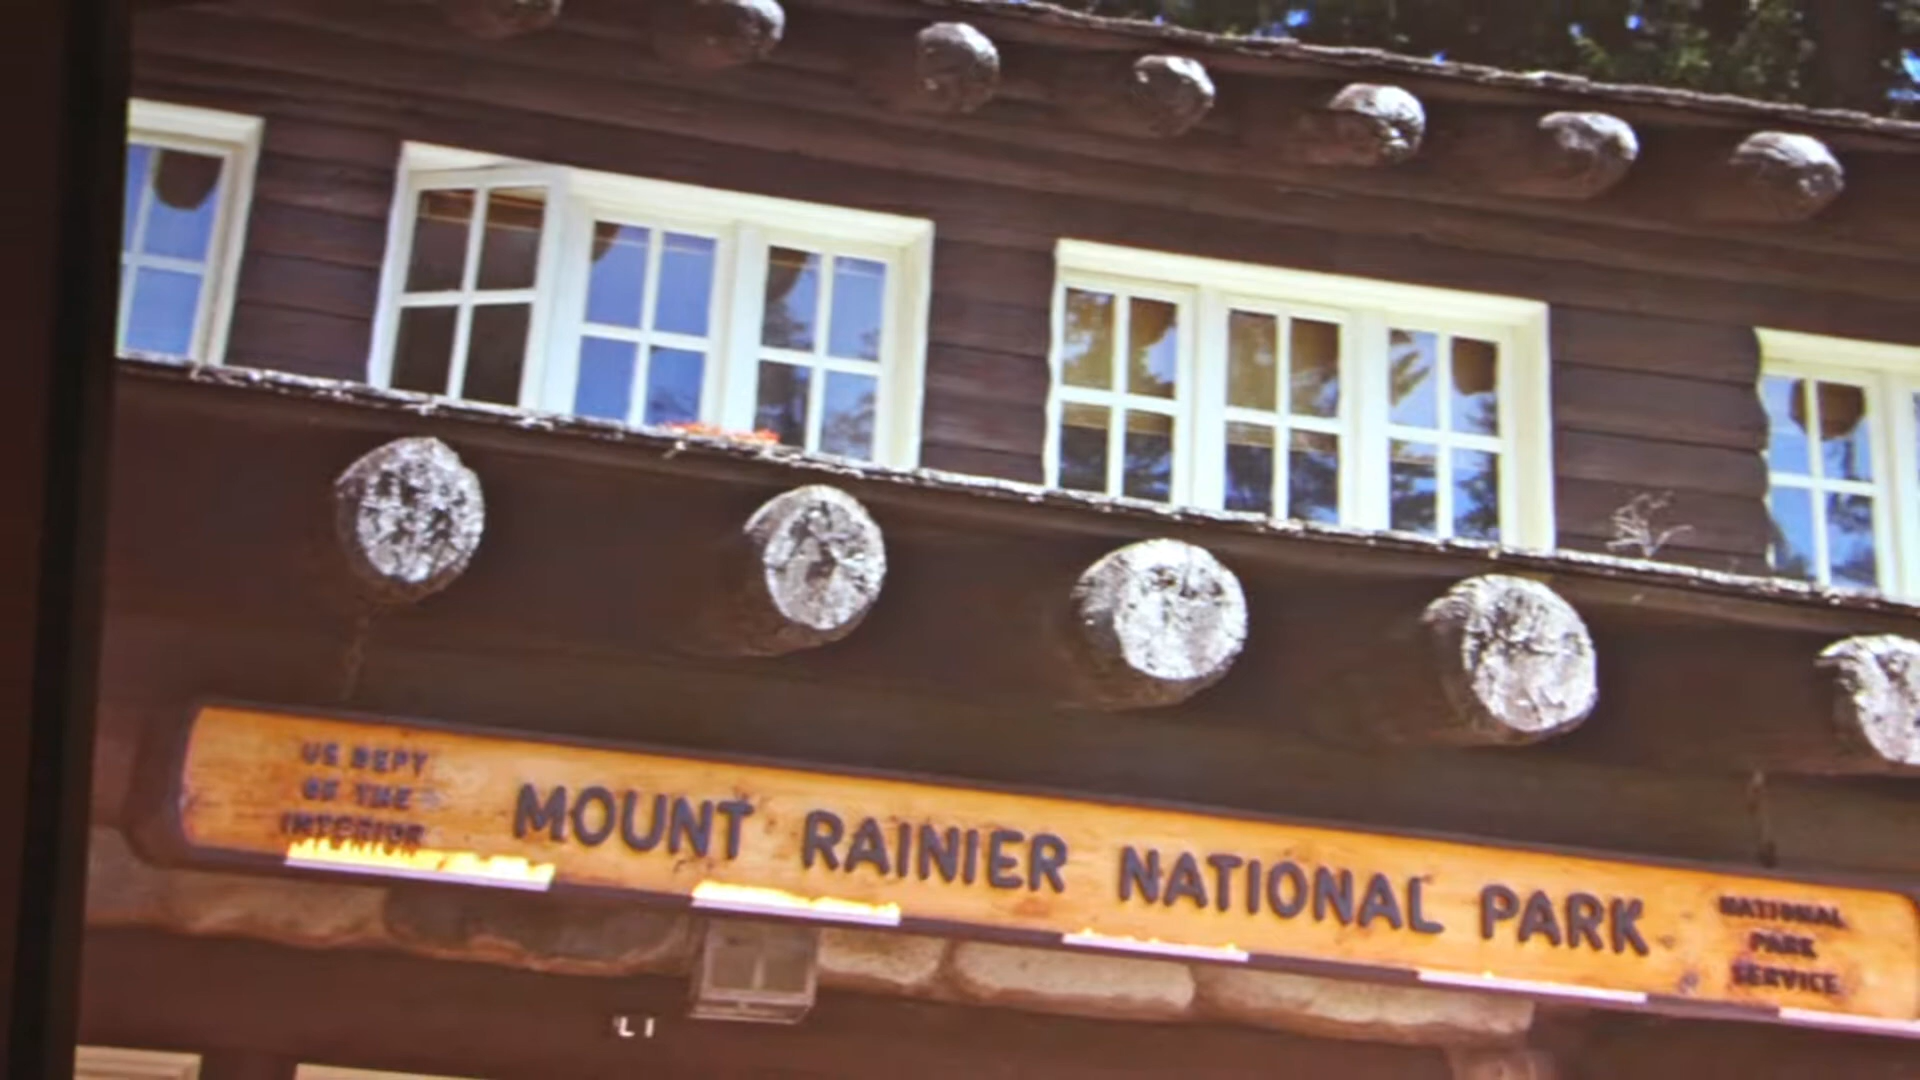 US DEPT
OF THE
INTERIOR
MOUNT RAINIER NATIONAL PARK
NATIONAL
PARK
SERVICE
L I